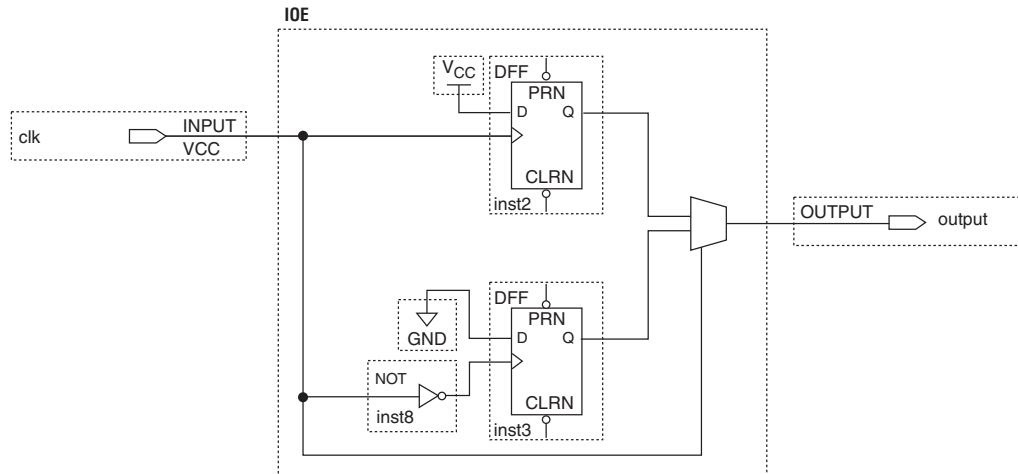 IOE
VCC
DFF
PRN
D Q
CLRN
inst2
clk
INPUT
VCC
OUTPUT
output
GND
DFF
PRN
D Q
CLRN
inst3
NOT
inst8